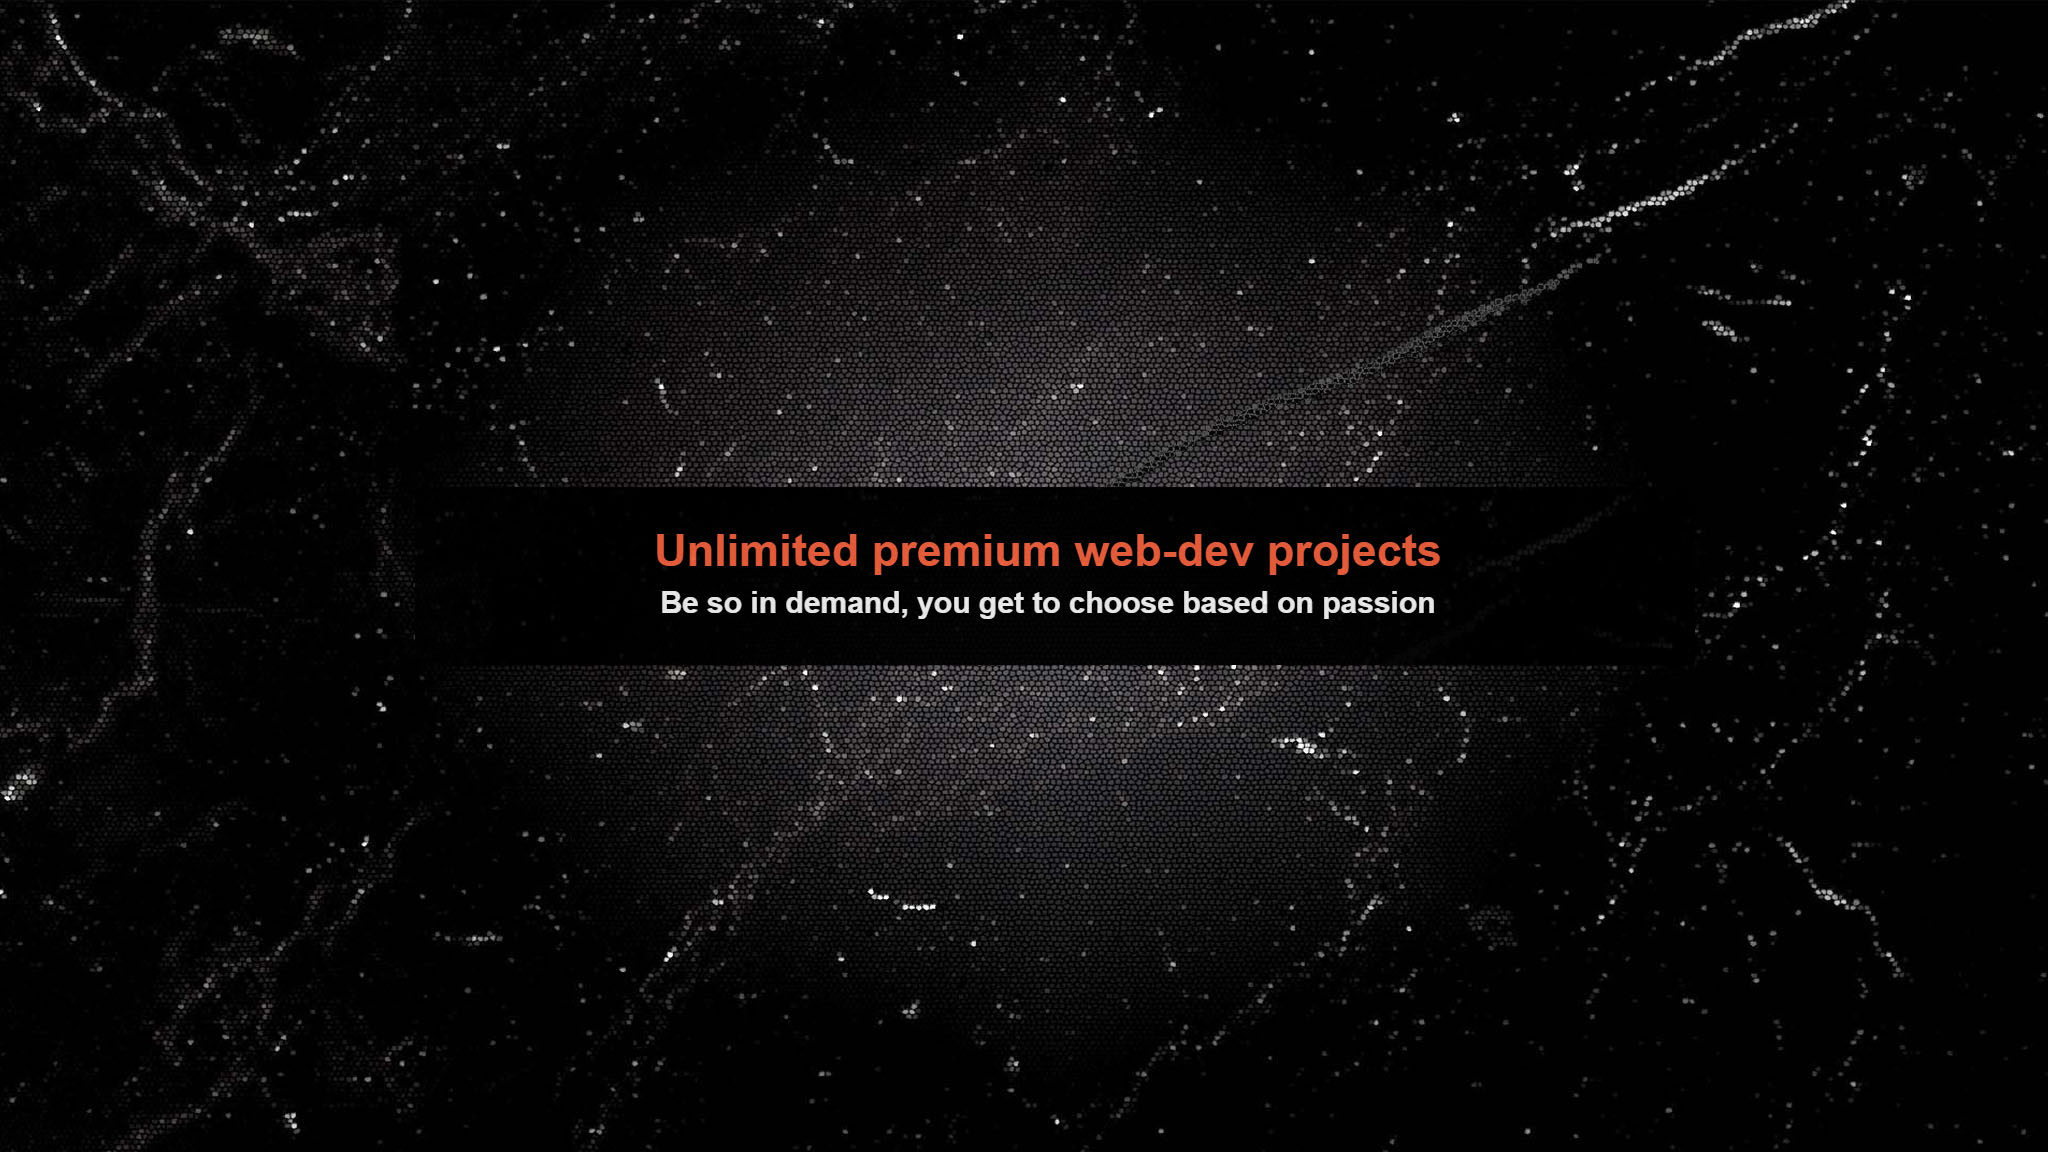 Unlimited premium web-dev projects
Be so in demand, you get to choose based on passion